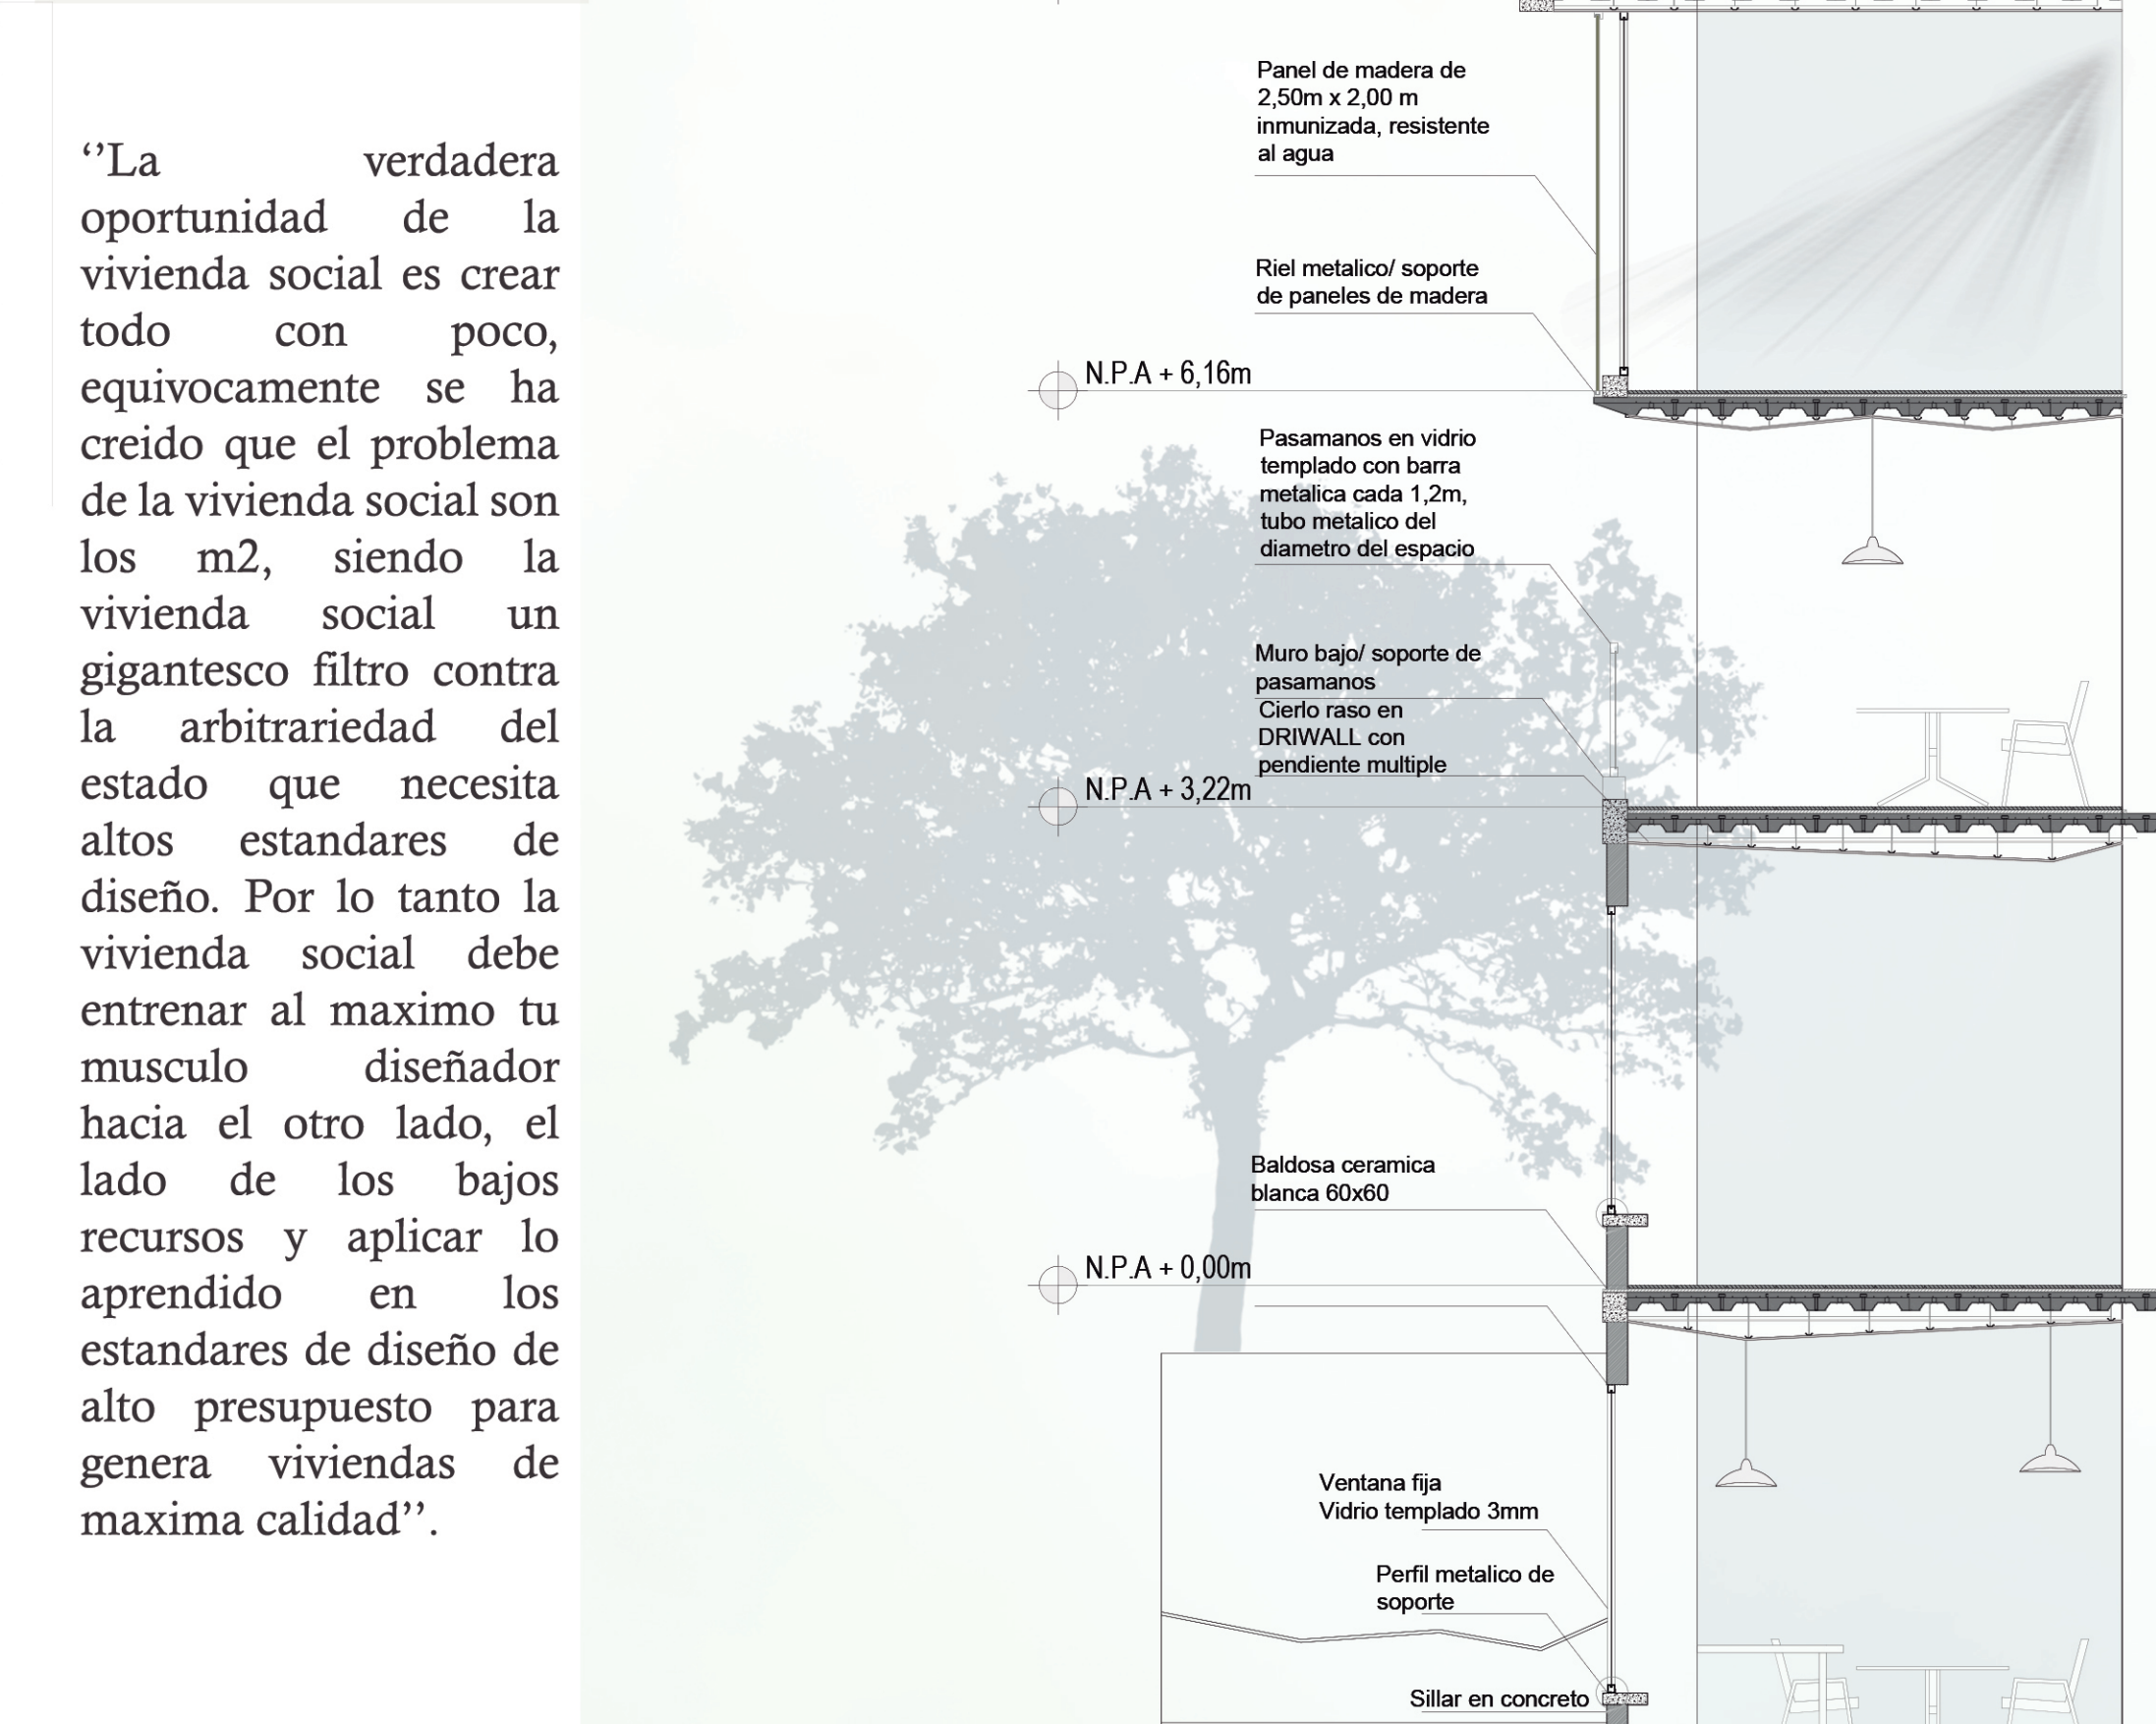 ‘’La verdadera
oportunidad de la
vivienda social es crear
todo con poco,
equivocamente se ha
creido que el problema
de la vivienda social son
los m2, siendo la
vivienda social un
gigantesco filtro contra
la arbitrariedad del
estado que necesita
altos estandares de
diseño. Por lo tanto la
vivienda social debe
entrenar al maximo tu
musculo diseñador
hacia el otro lado, el
lado de los bajos
recursos y aplicar lo
aprendido en los
estandares de diseño de
alto presupuesto para
genera viviendas de
maxima calidad’’.
Panel de madera de
2,50m x 2,00 m
inmunizada, resistente
al agua
Riel metalico/ soporte
de paneles de madera
N.P.A + 6,16m
Pasamanos en vidrio
templado con barra
metalica cada 1,2m,
tubo metalico del
diametro del espacio
Muro bajo/ soporte de
pasamanos
Cierlo raso en
DRIWALL con
pendiente multiple
N.P.A + 3,22m
Baldosa ceramica
blanca 60x60
N.P.A + 0,00m
Ventana fija
Vidrio templado 3mm
Perfil metalico de
soporte
Sillar en concreto